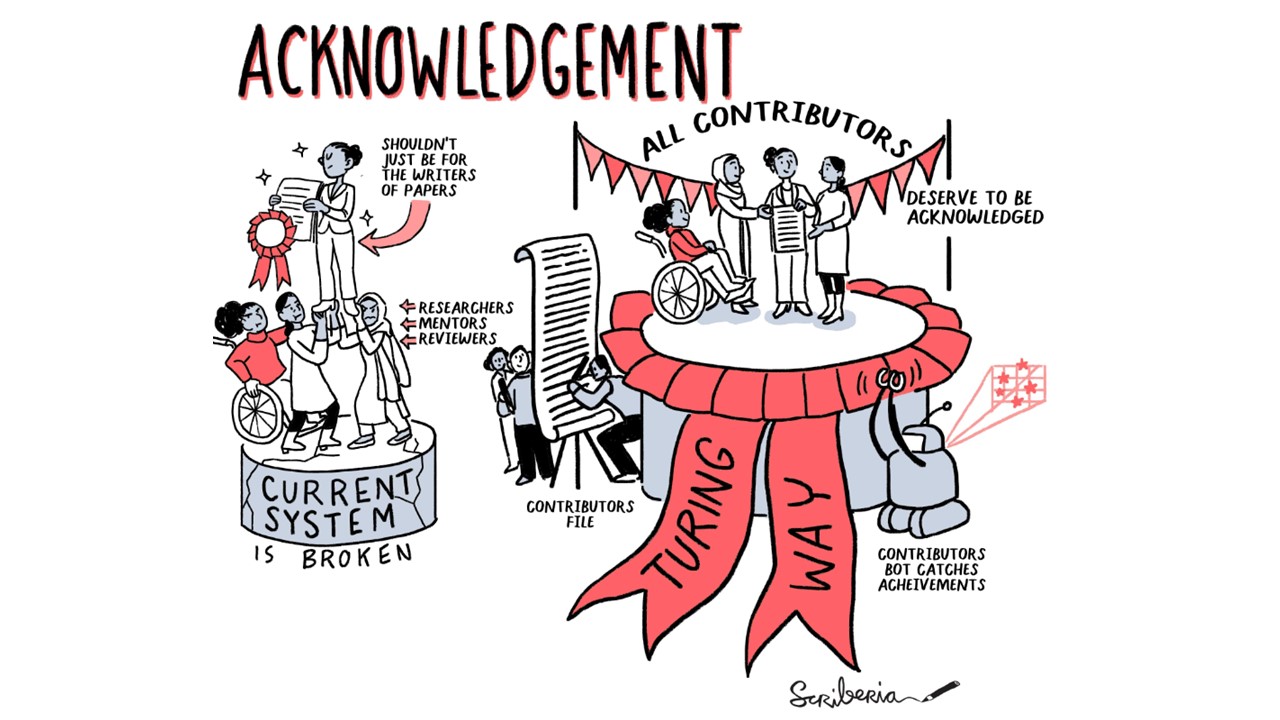 ACKNOWLEDGEMENT
SHOULDN'T
JUST BE FOR
THE WRITERS
OF PAPERS
RESEARCHERS
MENTORS
REVIEWERS
CURRENT
SYSTEM
IS BROKEN
ALL CONTRIBUTORS
DESERVE TO BE
ACKNOWLEDGED
CONTRIBUTORS
FILE
TURING
WAY
CONTRIBUTORS
BOT CATCHES
ACHEIVEMENTS
Scriberia